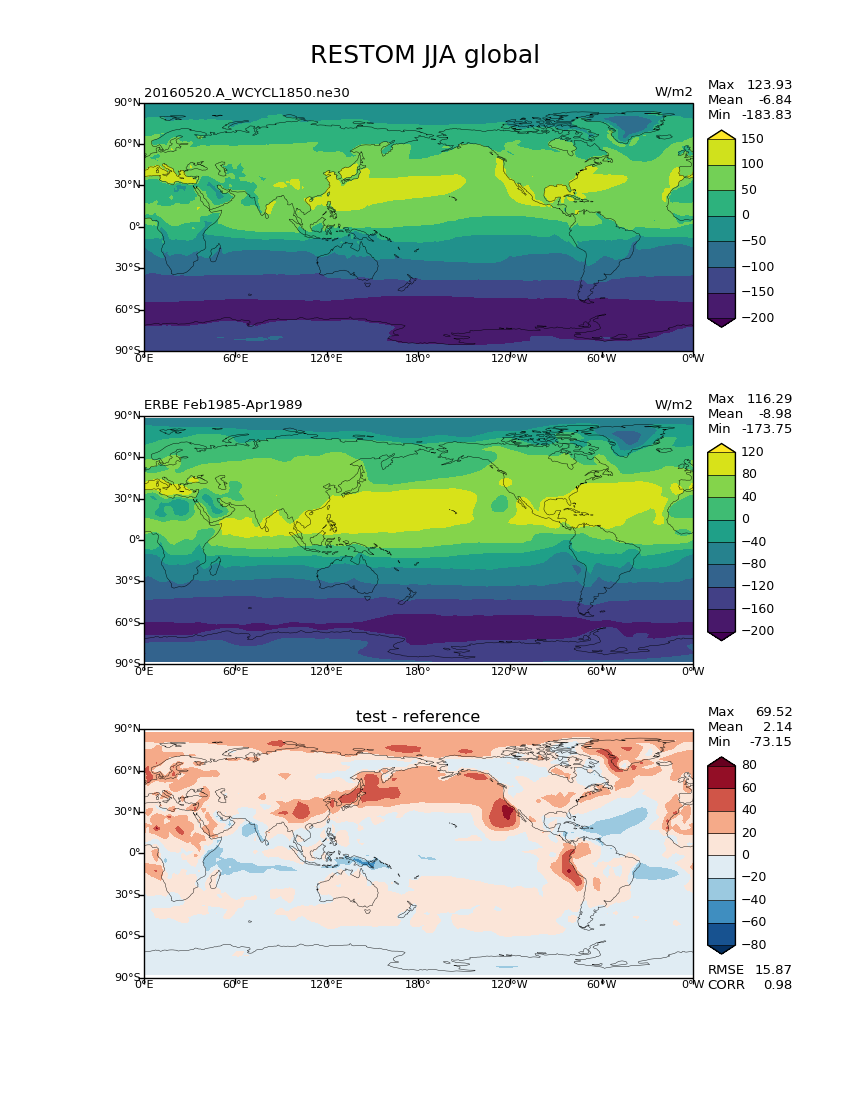 RESTOM JJA global
20160520.A_WCYCL1850.ne30
W/m2
Max 123.93
Mean -6.84
Min -183.83
90°N
60°N
30°N
0°
30°S
60°S
90°S
0°E 60°E 120°E 180° 120°W 60°W 0°W
150
100
50
0
−50
−100
−150
−200
ERBE Feb1985-Apr1989
W/m2
Max 116.29
Mean -8.98
Min -173.75
90°N
60°N
30°N
0°
30°S
60°S
90°S
0°E 60°E 120°E 180° 120°W 60°W 0°W
120
80
40
0
−40
−80
−120
−160
−200
test - reference
Max 69.52
Mean 2.14
Min -73.15
90°N
60°N
30°N
0°
30°S
60°S
90°S
0°E 60°E 120°E 180° 120°W 60°W 0°W
80
60
40
20
0
−20
−40
−60
−80
RMSE 15.87
CORR 0.98